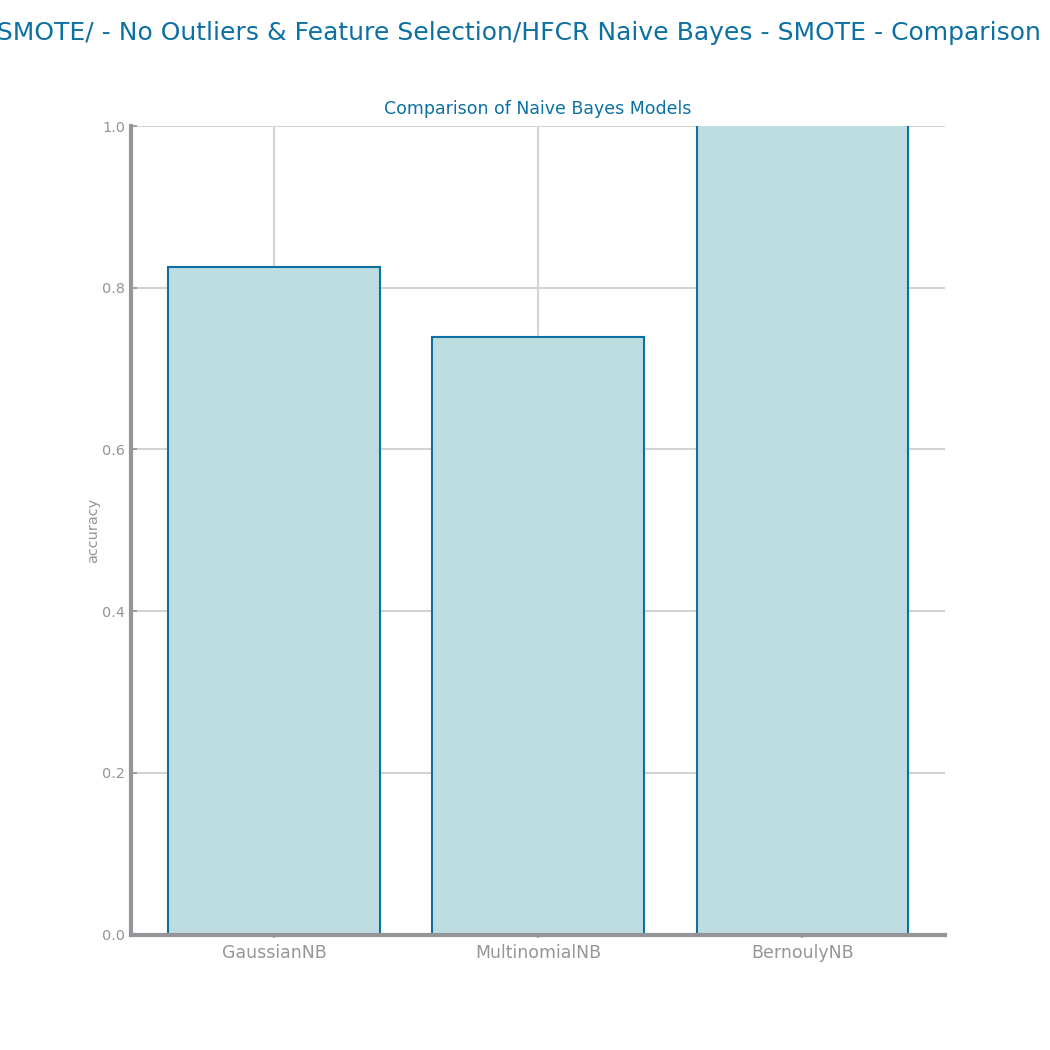 SMOTE/ - No Outliers & Feature Selection/HFCR Naive Bayes - SMOTE - Comparison
Comparison of Naive Bayes Models
1.0
0.8
0.6
0.4
0.2
0.0
accuracy
GaussianNB MultinomialNB BernoulyNB